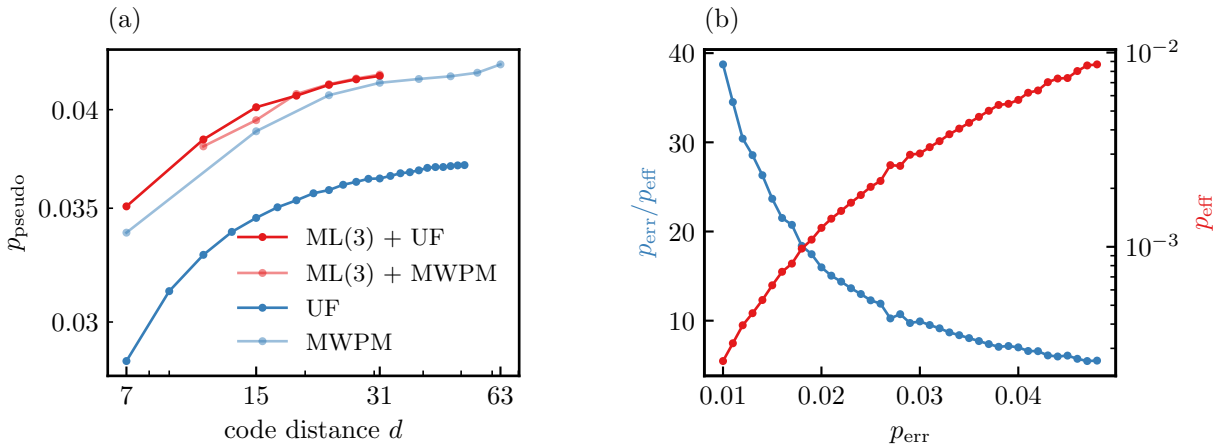 (a)
0.04
0.035
0.03
p_pseudo
7
15
31
63
code distance d
ML(3) + UF
ML(3) + MWPM
UF
MWPM
(b)
40
30
20
10
p_err/p_eff
0.01
0.02
0.03
0.04
p_err
10^−2
10^−3
p_eff